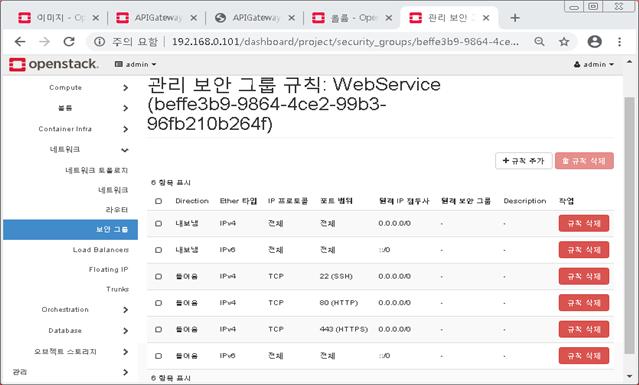 이미지 - Ope
APIGateway
APIGateway
볼륨 - Open
관리 보안 그
주의 요함
192.168.0.101/dashboard/project/security_groups/beffe3b9-9864-4ce...
openstack.
admin
admin
Compute
볼륨
Container Infra
네트워크
네트워크 토폴로지
네트워크
라우터
보안 그룹
Load Balancers
Floating IP
Trunks
Orchestration
Database
오브젝트 스토리지
관리
관리 보안 그룹 규칙: WebService
(beffe3b9-9864-4ce2-99b3-
96fb210b264f)
+ 규칙 추가
규칙 삭제
6 항목 표시
Direction Ether 타입 IP 프로토콜 포트 범위 원격 IP 접두사 원격 보안 그룹 Description 작업
내보냄 IPv4 전체 전체 0.0.0.0/0 - - 규칙 삭제
내보냄 IPv6 전체 전체 ::/0 - - 규칙 삭제
들어옴 IPv4 TCP 22 (SSH) 0.0.0.0/0 - - 규칙 삭제
들어옴 IPv4 TCP 80 (HTTP) 0.0.0.0/0 - - 규칙 삭제
들어옴 IPv4 TCP 443 (HTTPS) 0.0.0.0/0 - - 규칙 삭제
들어옴 IPv6 전체 전체 ::/0 - - 규칙 삭제
6 항목 표시